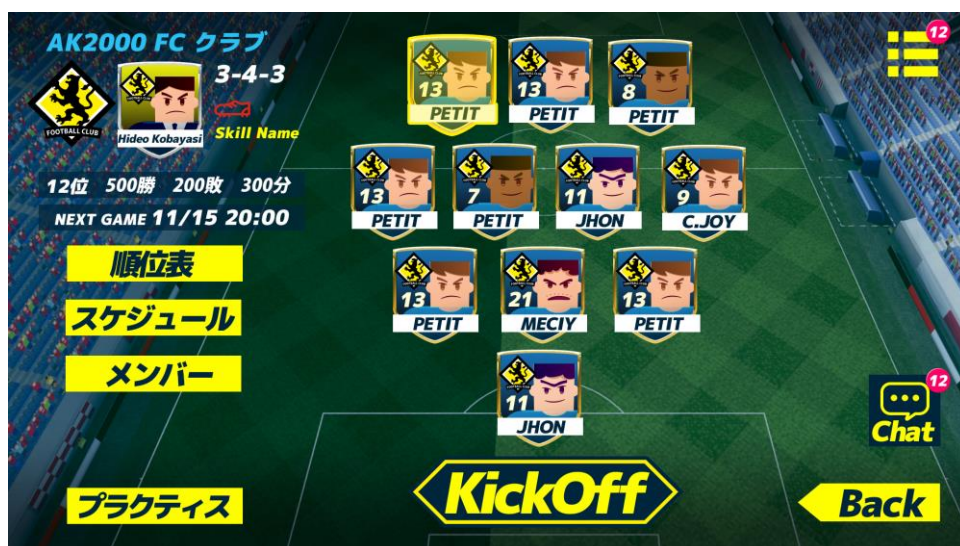 AK2000 FC クラブ
FOOTBALL CLUB
Hideo Kobayasi
3-4-3
Skill Name
12位 500勝 200敗 300分
NEXT GAME 11/15 20:00
順位表
スケジュール
メンバー
プラクティス
12
13 PETIT
13 PETIT
8 PETIT
13 PETIT
7 PETIT
11 JHON
9 C.JOY
13 PETIT
21 MECIY
13 PETIT
11 JHON
12
Chat
KickOff
Back